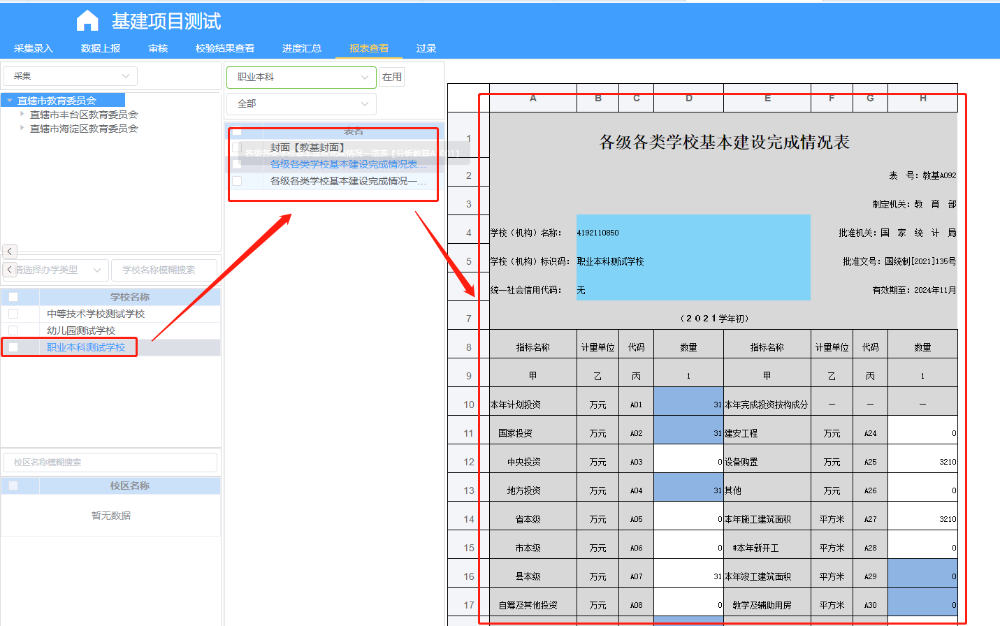 基建项目测试
采集录入 数据上报 审核 校验结果查看 进度汇总 报表查看 过录
采集
直辖市教育委员会
直辖市丰台区教育委员会
直辖市海淀区教育委员会
请选择办学类型 学校名称模糊搜索
学校名称
中等技术学校测试学校
幼儿园测试学校
职业本科测试学校
校区名称模糊搜索
校区名称
暂无数据
职业本科 在用
全部
表名
封面【教基封面】
各级各类学校基本建设完成情况表...
各级各类学校基本建设完成情况一...
A B C D E F G H
1 各级各类学校基本建设完成情况表
2 表 号：教基A092
3 制定机关：教 育 部
4 学校（机构）名称： 4192110850 批准机关：国 家 统 计 局
5 学校（机构）标识码： 职业本科测试学校 批准文号：国统制[2021]135号
统一社会信用代码： 无 有效期至：2024年11月
7 （２０２１学年初）
8 指标名称 计量单位 代码 数量 指标名称 计量单位 代码 数量
9 甲 乙 丙 1 甲 乙 丙 1
10 本年计划投资 万元 A01 31 本年完成投资按构成分 — — —
11 国家投资 万元 A02 31 建安工程 万元 A24 0
12 中央投资 万元 A03 0 设备购置 万元 A25 3210
13 地方投资 万元 A04 31 其他 万元 A26 0
14 省本级 万元 A05 0 本年施工建筑面积 平方米 A27 3210
15 市本级 万元 A06 0 #本年新开工 平方米 A28 0
16 县本级 万元 A07 31 本年竣工建筑面积 平方米 A29 0
17 自筹及其他投资 万元 A08 0 教学及辅助用房 平方米 A30 0